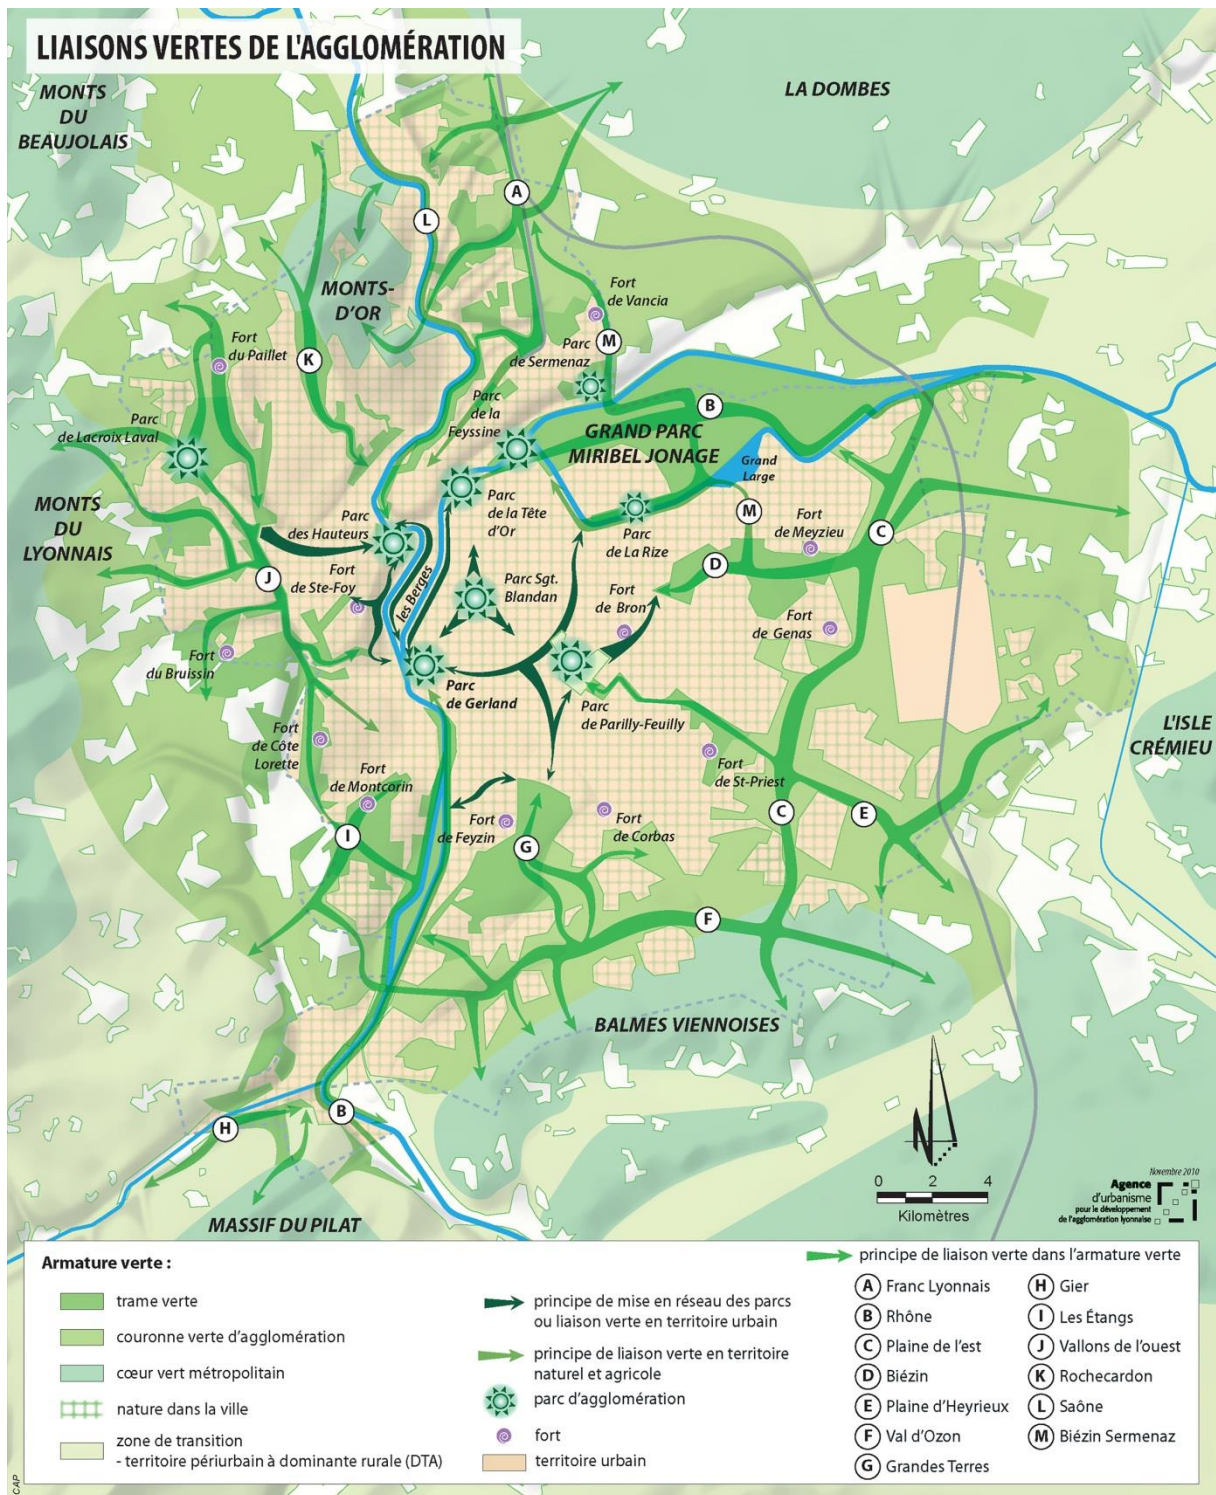 LIAISONS VERTES DE L'AGGLOMÉRATION
MONTS
DU
BEAUJOLAIS
LA DOMBES
A
L
MONTS-
D'OR
Fort
de Vancia
M
Parc
de Sermenaz
Fort
du Paillet
K
Parc
de la
Feyssine
B
GRAND PARC
MIRIBEL JONAGE
Grand
Large
Parc
de Lacroix Laval
MONTS
DU
LYONNAIS
Parc
des Hauteurs
Parc
de la Tête
d'Or
Parc
de La Rize
M
Fort
de Meyzieu
C
J
Fort
de Ste-Foy
les Berges
Parc Sgt.
Blandan
D
Fort
de Bron
Fort
de Genas
Fort
du Bruissin
Parc
de Gerland
Parc
de Parilly-Feuilly
L'ISLE
CRÉMIEU
Fort
de Côte
Lorette
Fort
de Montcorin
Fort
de St-Priest
I
Fort
de Feyzin
Fort
de Corbas
C
E
G
F
BALMES VIENNOISES
H
B
MASSIF DU PILAT
N
0 2 4
Kilomètres
Novembre 2010
Agence
d'urbanisme
pour le développement
de l'agglomération lyonnaise
Armature verte :
trame verte
couronne verte d'agglomération
cœur vert métropolitain
nature dans la ville
zone de transition
- territoire périurbain à dominante rurale (DTA)
principe de mise en réseau des parcs
ou liaison verte en territoire urbain
principe de liaison verte en territoire
naturel et agricole
parc d'agglomération
fort
territoire urbain
principe de liaison verte dans l'armature verte
A Franc Lyonnais
B Rhône
C Plaine de l'est
D Biézin
E Plaine d'Heyrieux
F Val d'Ozon
G Grandes Terres
H Gier
I Les Étangs
J Vallons de l'ouest
K Rochecardon
L Saône
M Biézin Sermenaz
CAP